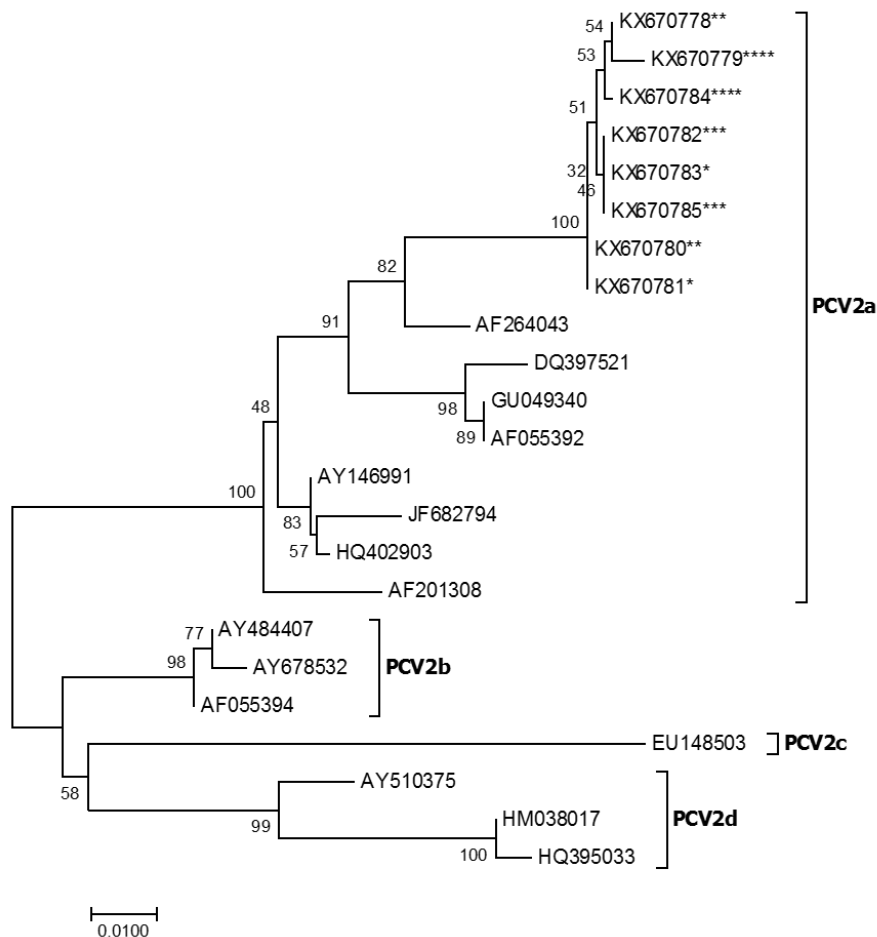 54
KX670778**
53
KX670779****
KX670784****
51
KX670782***
32
KX670783*
46
KX670785***
100
KX670780**
KX670781*
82
PCV2a
AF264043
91
DQ397521
98
GU049340
89
AF055392
48
AY146991
100
83
JF682794
57
HQ402903
AF201308
77
AY484407
98
AY678532
PCV2b
AF055394
EU148503
PCV2c
58
AY510375
99
HM038017
PCV2d
100
HQ395033
0.0100